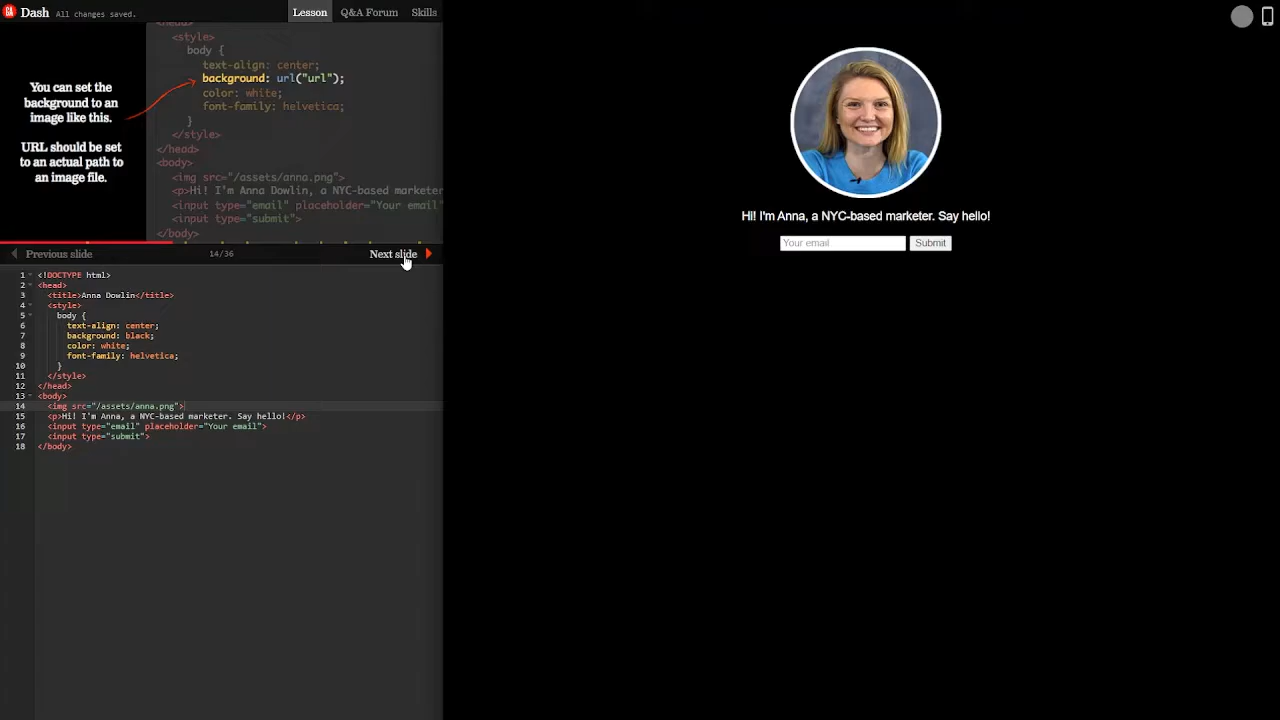 GA Dash All changes saved. Lesson Q&A Forum Skills
You can set the
background to an
image like this.
URL should be set
to an actual path to
an image file.
<head>
<style>
body {
text-align: center;
background: url("url");
color: white;
font-family: helvetica;
}
</style>
</head>
<body>
<img src="/assets/anna.png">
<p>Hi! I'm Anna Dowlin, a NYC-based marketer
<input type="email" placeholder="Your email"
<input type="submit">
</body>
Previous slide 14/36 Next slide
1 <!DOCTYPE html>
2 <head>
3 <title>Anna Dowlin</title>
4 <style>
5 body {
6 text-align: center;
7 background: black;
8 color: white;
9 font-family: helvetica;
10 }
11 </style>
12 </head>
13 <body>
14 <img src="/assets/anna.png">
15 <p>Hi! I'm Anna, a NYC-based marketer. Say hello!</p>
16 <input type="email" placeholder="Your email">
17 <input type="submit">
18 </body>
Hi! I'm Anna, a NYC-based marketer. Say hello!
Your email Submit